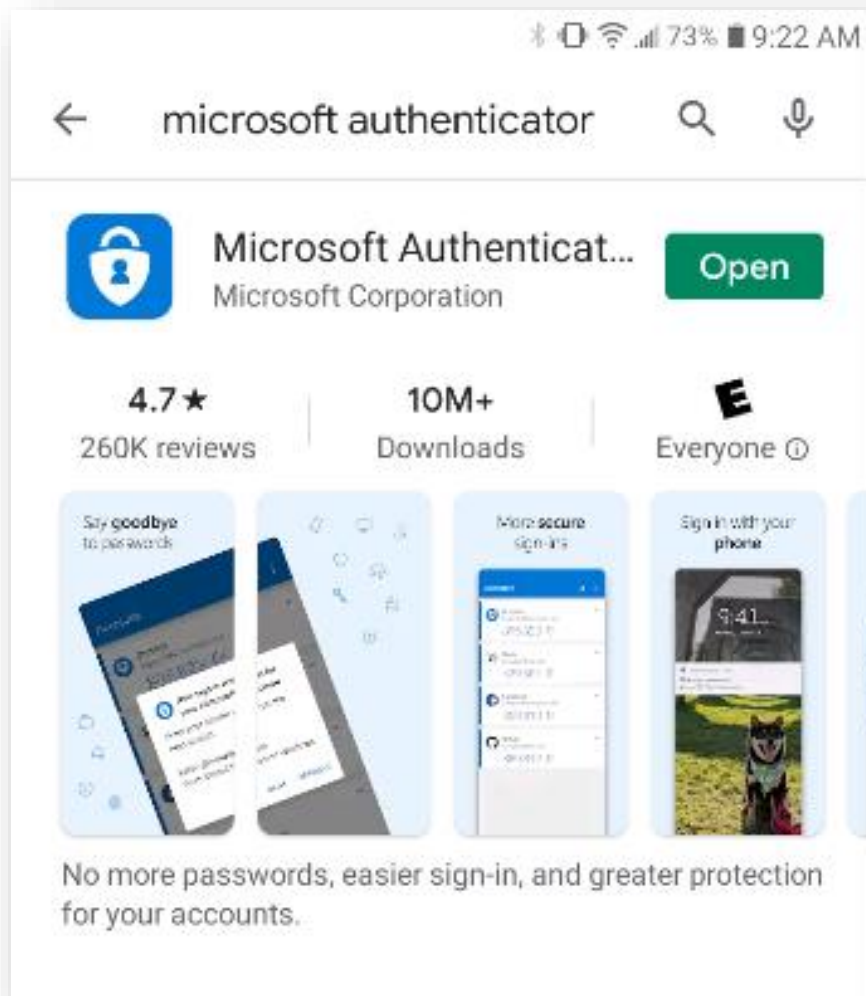 73% 9:22 AM
microsoft authenticator
Microsoft Authenticat...
Open
Microsoft Corporation
4.7★
10M+
E
260K reviews
Downloads
Everyone
Say goodbye
to passwords
More secure
sign-ins
Sign in with your
phone
9:41
No more passwords, easier sign-in, and greater protection
for your accounts.